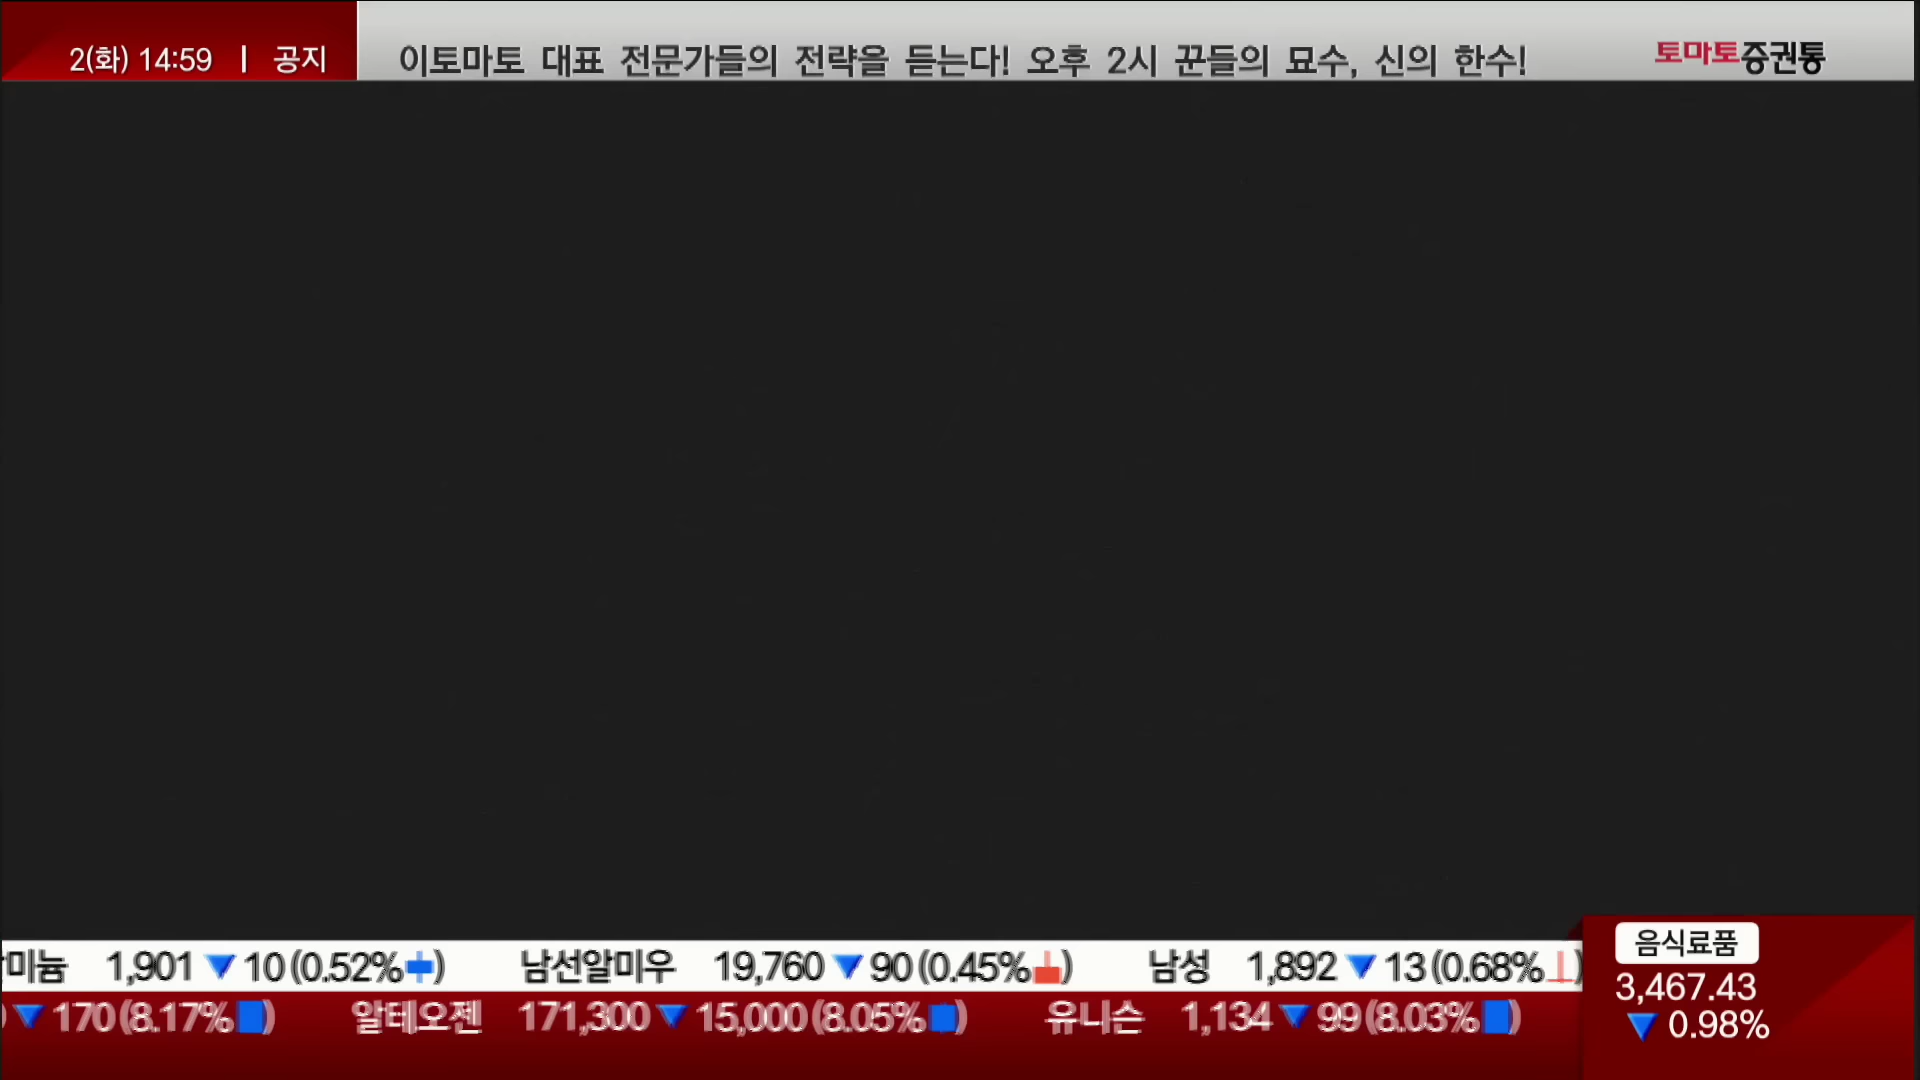 2(화) 14:59 | 공지
이토마토 대표 전문가들의 전략을 듣는다! 오후 2시 꾼들의 묘수, 신의 한수!
토마토증권통
미늄 1,901 ▼ 10 (0.52%) 남선알미우 19,760 ▼ 90 (0.45%) 남성 1,892 ▼ 13 (0.68%)
▼ 170 (8.17%) 알테오젠 171,300 ▼ 15,000 (8.05%) 유니슨 1,134 ▼ 99 (8.03%)
음식료품
3,467.43
▼ 0.98%